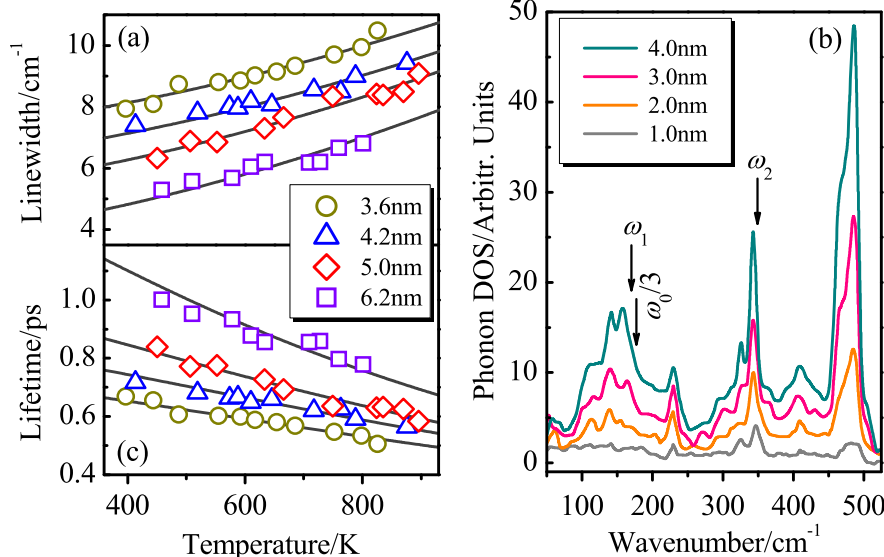 (a)
Linewidth/cm⁻¹
10
8
6
4
3.6nm
4.2nm
5.0nm
6.2nm
Lifetime/ps
1.0
0.8
0.6
0.4
(c)
400
600
800
Temperature/K
(b)
Phonon DOS/Arbitr. Units
50
40
30
20
10
0
4.0nm
3.0nm
2.0nm
1.0nm
ω₁
ω₀/3
ω₂
100
200
300
400
500
Wavenumber/cm⁻¹